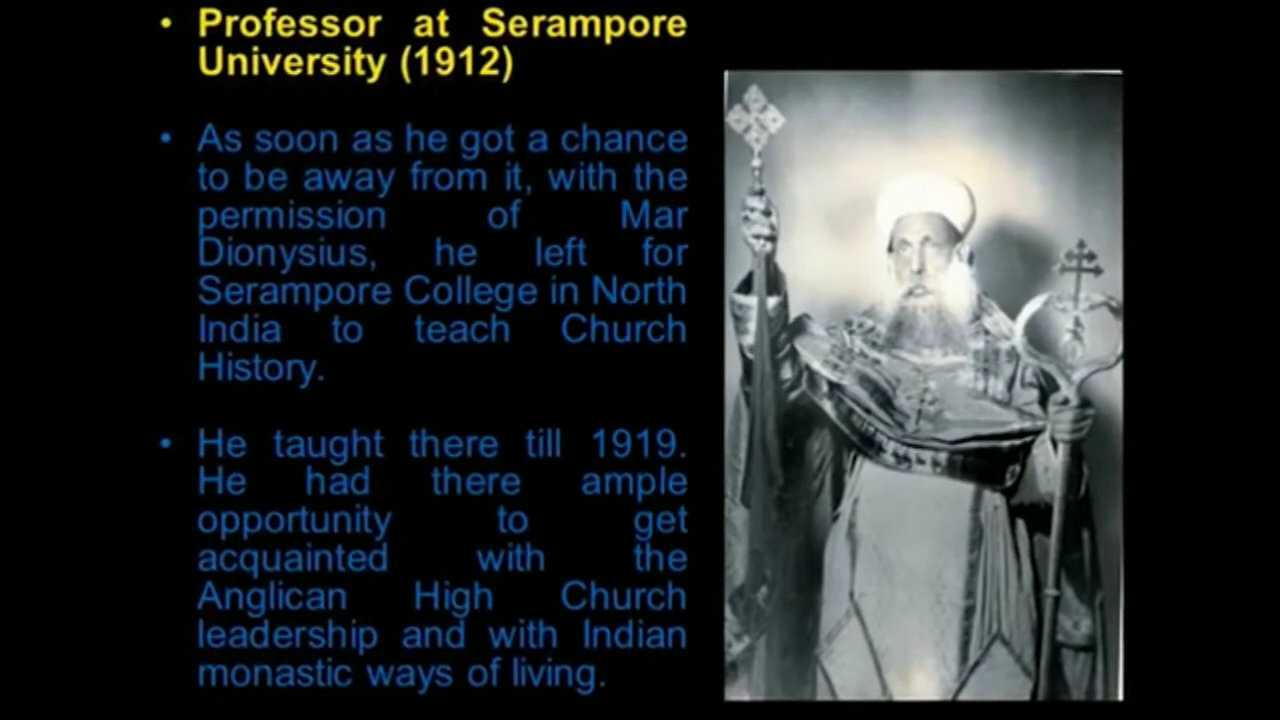 • Professor at Serampore
University (1912)
• As soon as he got a chance
to be away from it, with the
permission of Mar
Dionysius, he left for
Serampore College in North
India to teach Church
History.
• He taught there till 1919.
He had there ample
opportunity to get
acquainted with the
Anglican High Church
leadership and with Indian
monastic ways of living.